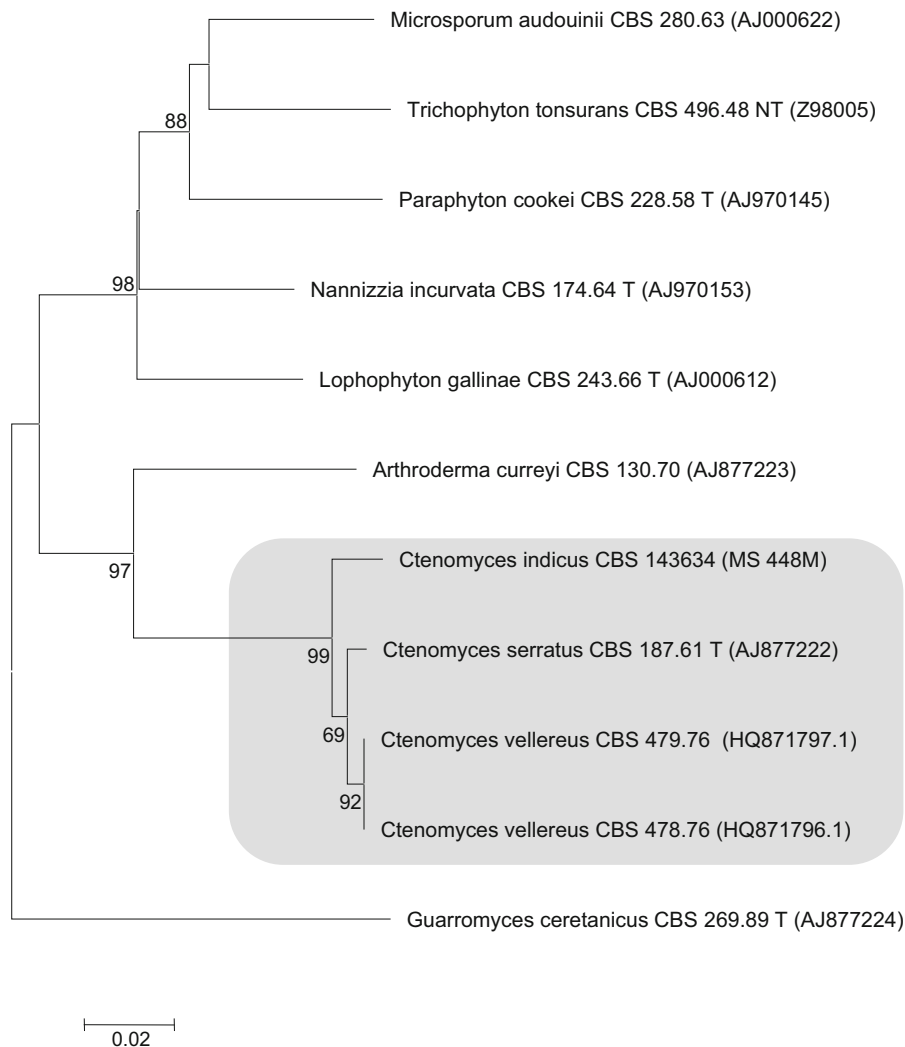 Microsporum audouinii CBS 280.63 (AJ000622)
Trichophyton tonsurans CBS 496.48 NT (Z98005)
88
Paraphyton cookei CBS 228.58 T (AJ970145)
98
Nannizzia incurvata CBS 174.64 T (AJ970153)
Lophophyton gallinae CBS 243.66 T (AJ000612)
Arthroderma curreyi CBS 130.70 (AJ877223)
97
Ctenomyces indicus CBS 143634 (MS 448M)
99
Ctenomyces serratus CBS 187.61 T (AJ877222)
69
Ctenomyces vellereus CBS 479.76  (HQ871797.1)
92
Ctenomyces vellereus CBS 478.76 (HQ871796.1)
Guarromyces ceretanicus CBS 269.89 T (AJ877224)
0.02